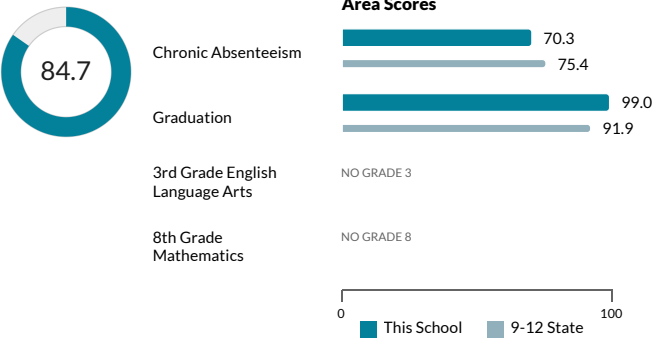 Area Scores
84.7
Chronic Absenteeism
70.3
75.4
Graduation
99.0
91.9
3rd Grade English
Language Arts
NO GRADE 3
8th Grade
Mathematics
NO GRADE 8
0
100
This School
9-12 State